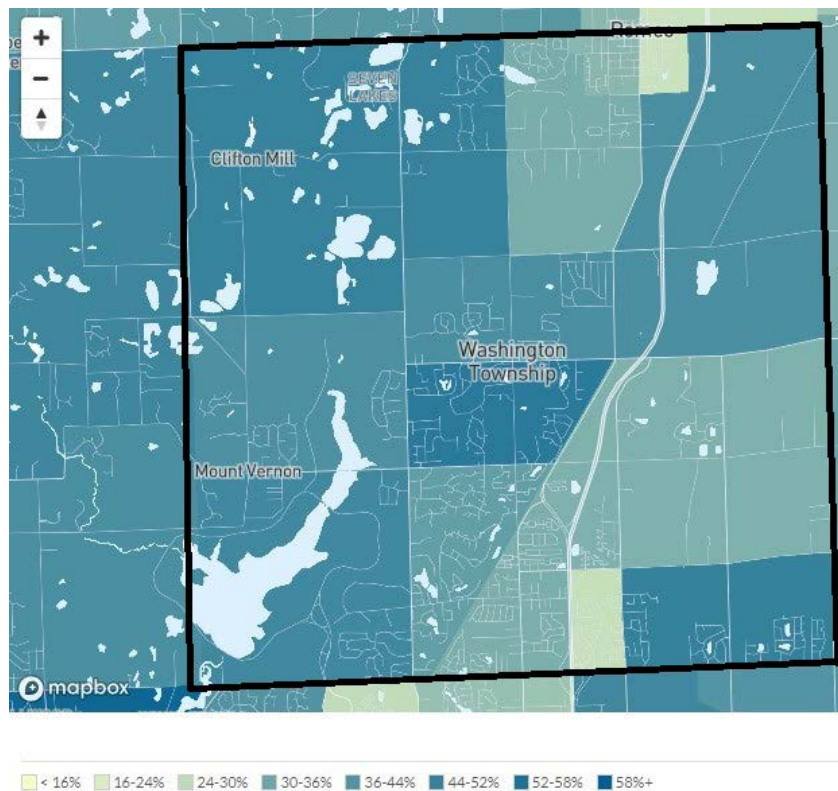 +
−
Romeo
SEVEN
LAKES
Clifton Mill
Washington
Township
Mount Vernon
mapbox
< 16% 16-24% 24-30% 30-36% 36-44% 44-52% 52-58% 58%+